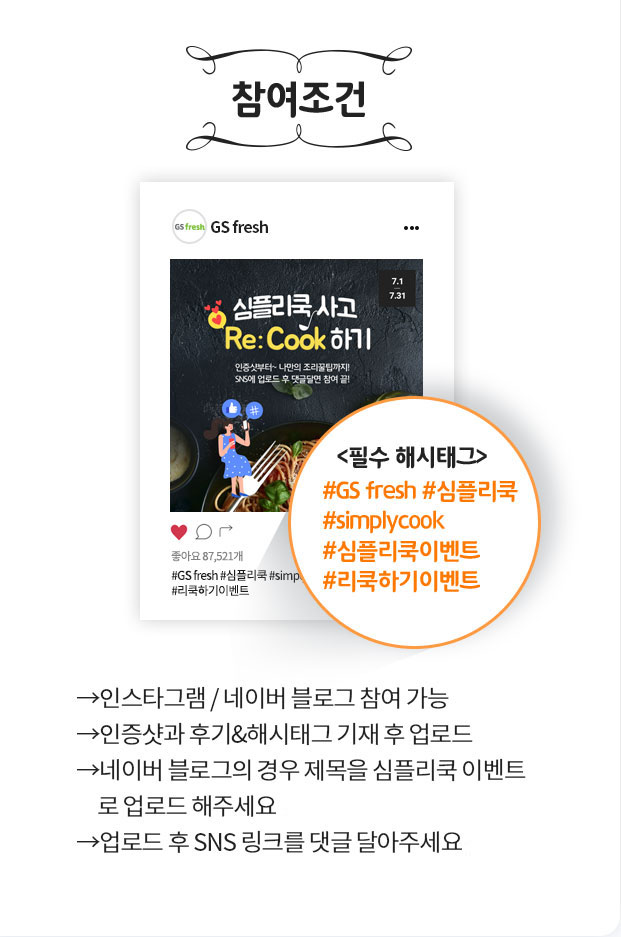 참여조건
GS fresh
GS fresh
7.1
7.31
심플리쿡 사고
Re: Cook 하기
인증샷부터~ 나만의 조리꿀팁까지!
SNS에 업로드 후 댓글달면 참여 끝!
#
<필수 해시태그>
#GS fresh #심플리쿡
#simplycook
#심플리쿡이벤트
#리쿡하기이벤트
좋아요 87,521개
#GS fresh #심플리쿡 #simp
#리쿡하기이벤트
→인스타그램 / 네이버 블로그 참여 가능
→인증샷과 후기&해시태그 기재 후 업로드
→네이버 블로그의 경우 제목을 심플리쿡 이벤트
로 업로드 해주세요
→업로드 후 SNS 링크를 댓글 달아주세요